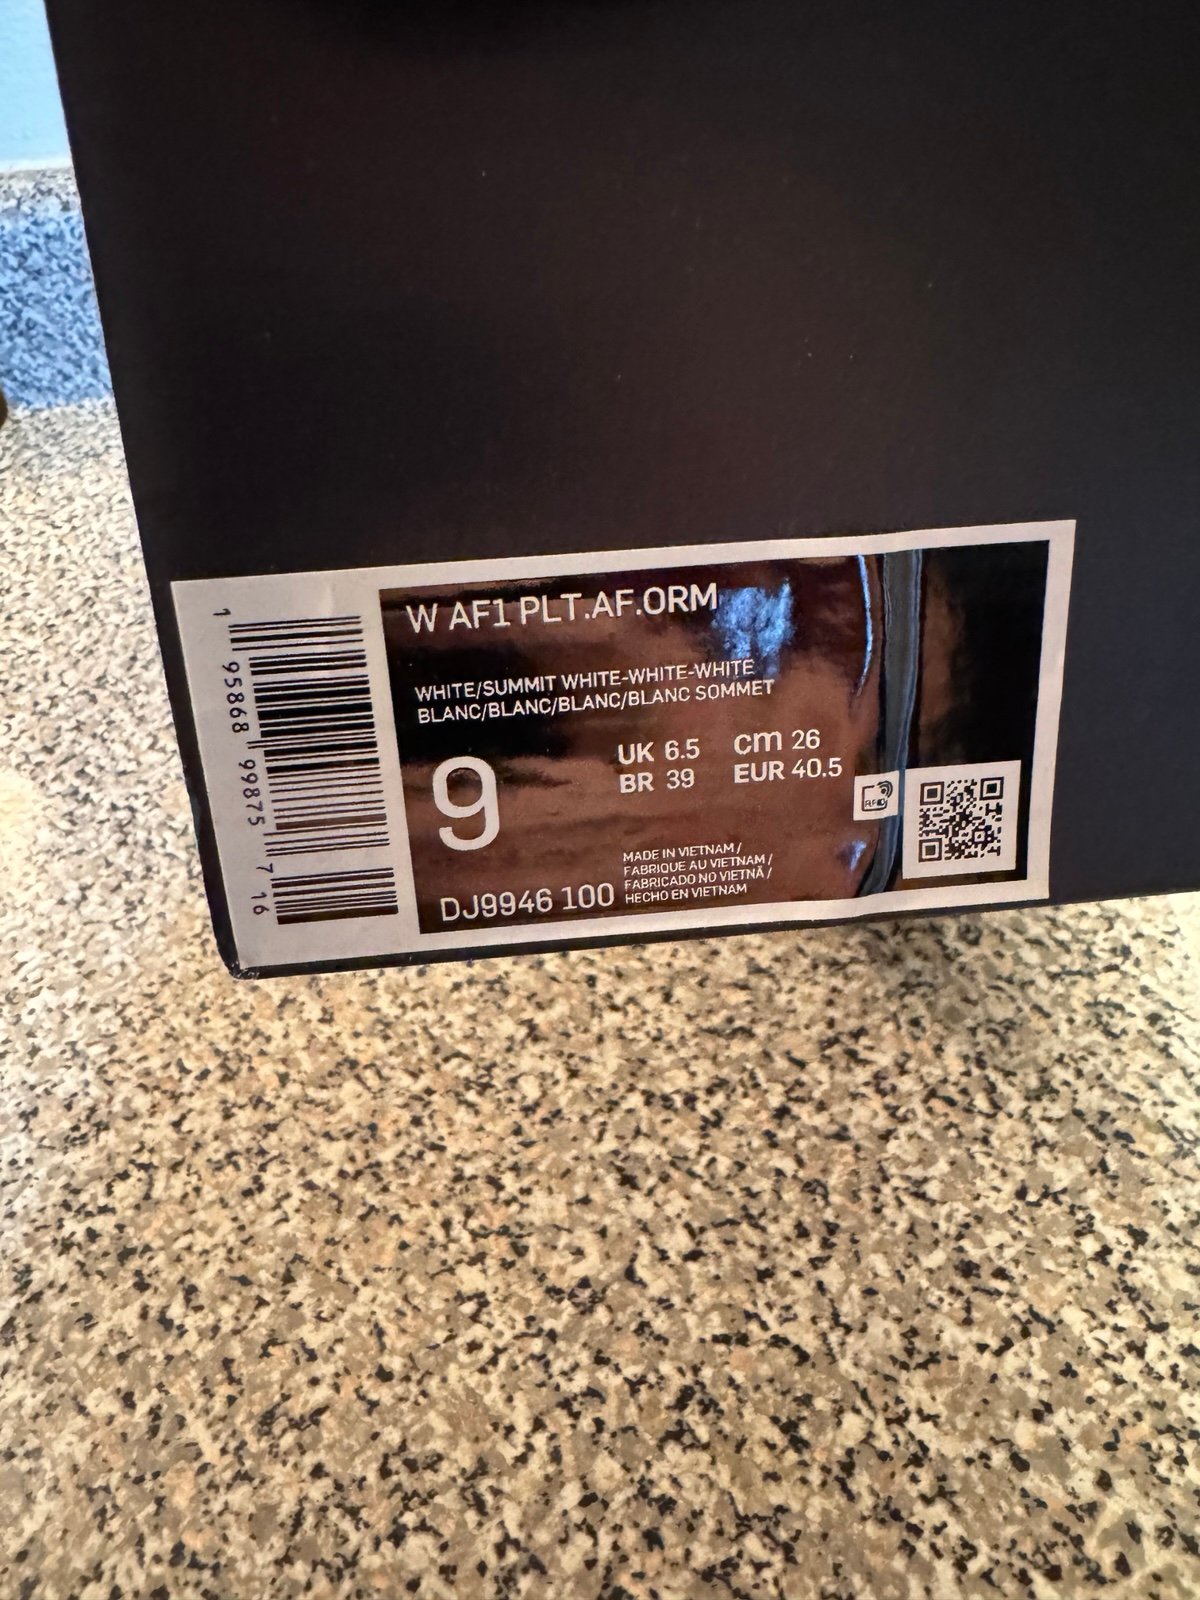 W AF1 PLT.AF.ORM
WHITE/SUMMIT WHITE-WHITE-WHITE
BLANC/BLANC/BLANC/BLANC SOMMET
9
UK 6.5 cm 26
BR 39 EUR 40.5
RFID
DJ9946 100
MADE IN VIETNAM /
FABRIQUE AU VIETNAM /
FABRICADO NO VIETNÃ /
HECHO EN VIETNAM
1 95868 99875 7 16